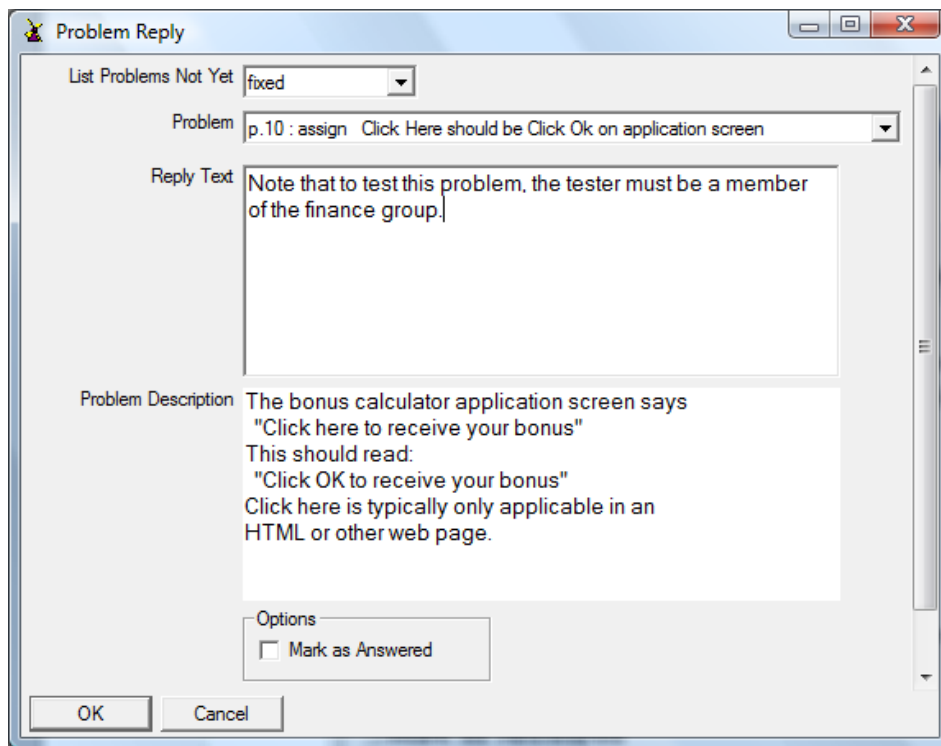 Problem Reply
List Problems Not Yet fixed
Problem p.10 : assign Click Here should be Click Ok on application screen
Reply Text Note that to test this problem, the tester must be a member
of the finance group.
Problem Description The bonus calculator application screen says
"Click here to receive your bonus"
This should read:
"Click OK to receive your bonus"
Click here is typically only applicable in an
HTML or other web page.
Options
Mark as Answered
OK Cancel